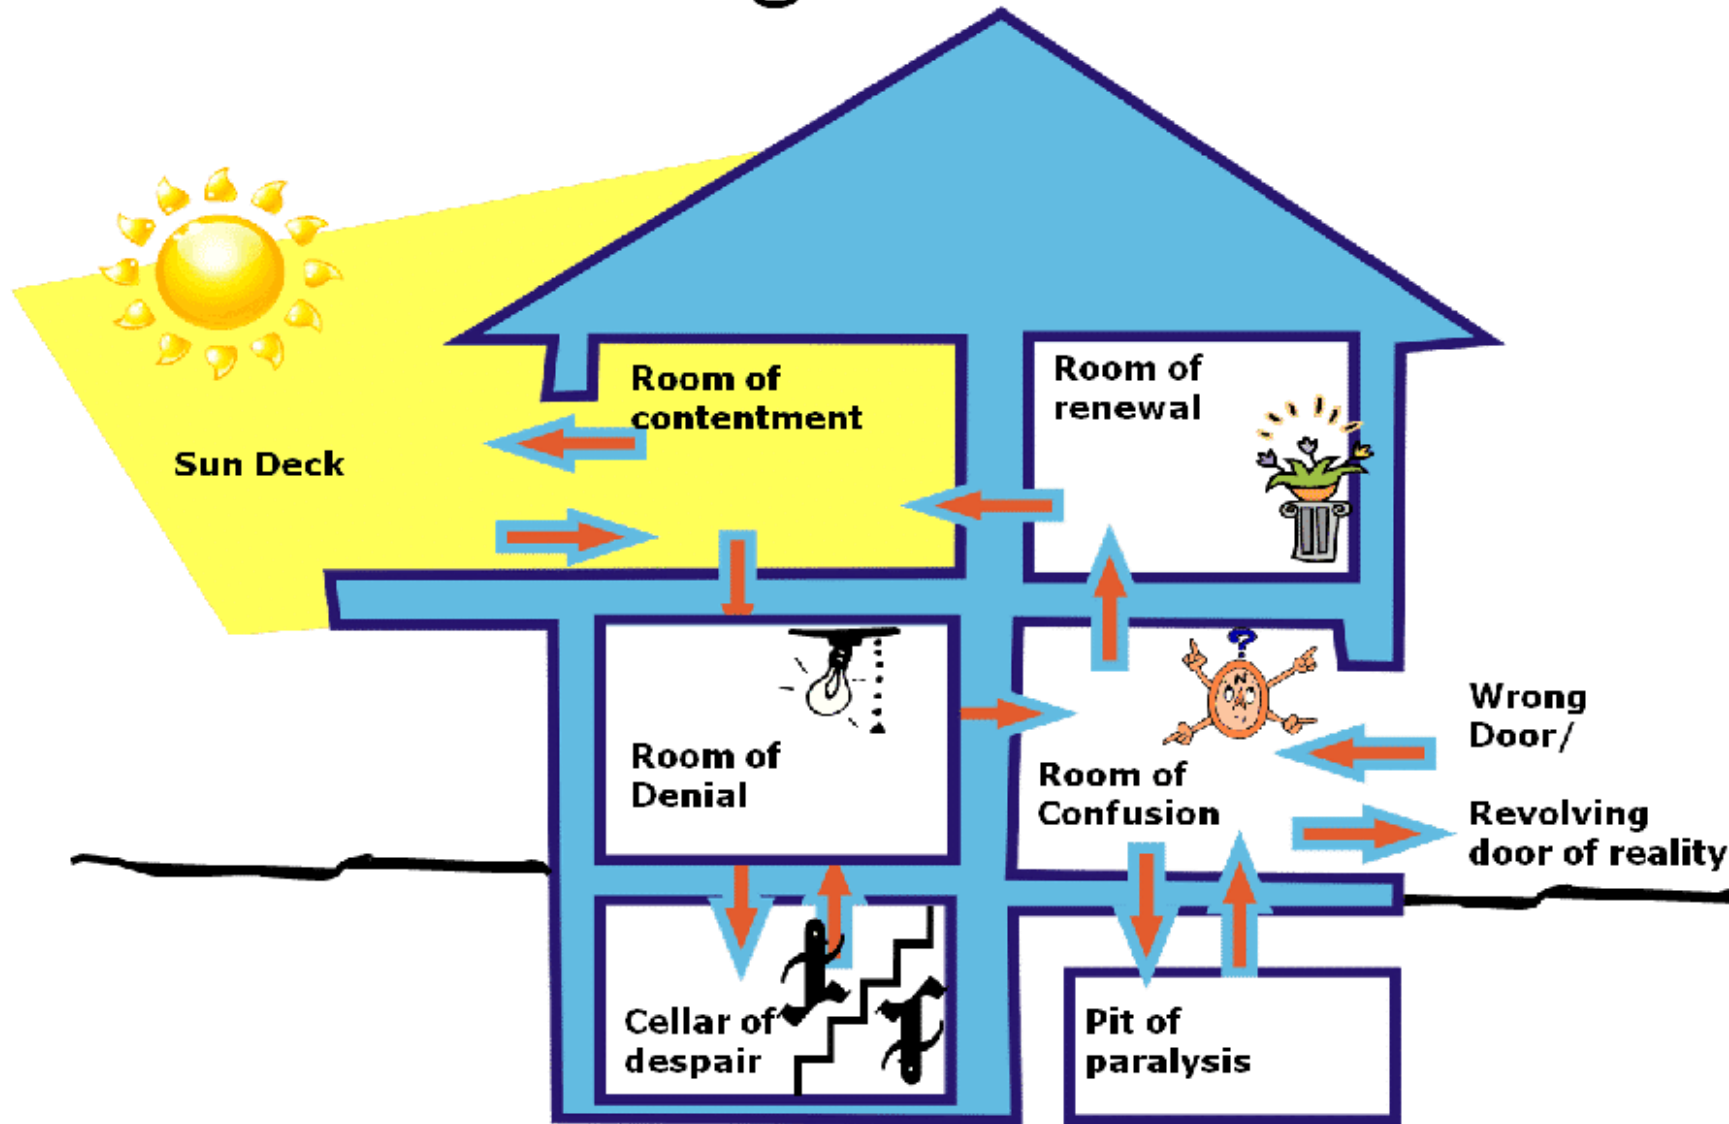 Room of
contentment
Room of
renewal
Sun Deck
Room of
Denial
Room of
Confusion
Wrong
Door/
Revolving
door of reality
Cellar of
despair
Pit of
paralysis
N
?